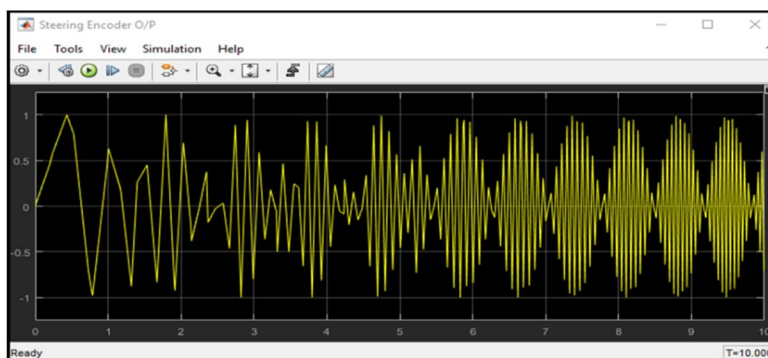 Steering Encoder O/P
File Tools View Simulation Help
1
0.5
0
-0.5
-1
0 1 2 3 4 5 6 7 8 9 10
Ready T=10.00